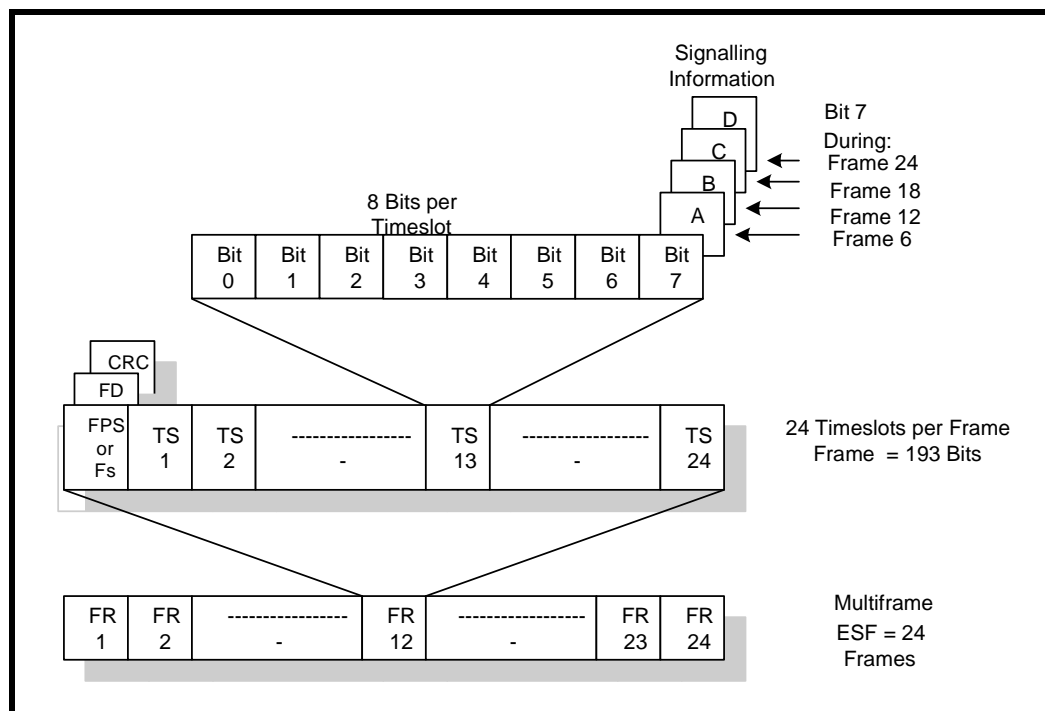 Signalling
Information
D
C
B
A
Bit 7
During:
Frame 24
Frame 18
Frame 12
Frame 6
8 Bits per
Timeslot
Bit Bit Bit Bit Bit Bit Bit Bit
0 1 2 3 4 5 6 7
CRC
FD
FPS
or
Fs
TS TS ----------------- TS ----------------- TS
1 2 - 13 - 24
24 Timeslots per Frame
Frame = 193 Bits
FR FR ----------------- FR ----------------- FR FR
1 2 - 12 - 23 24
Multiframe
ESF = 24
Frames